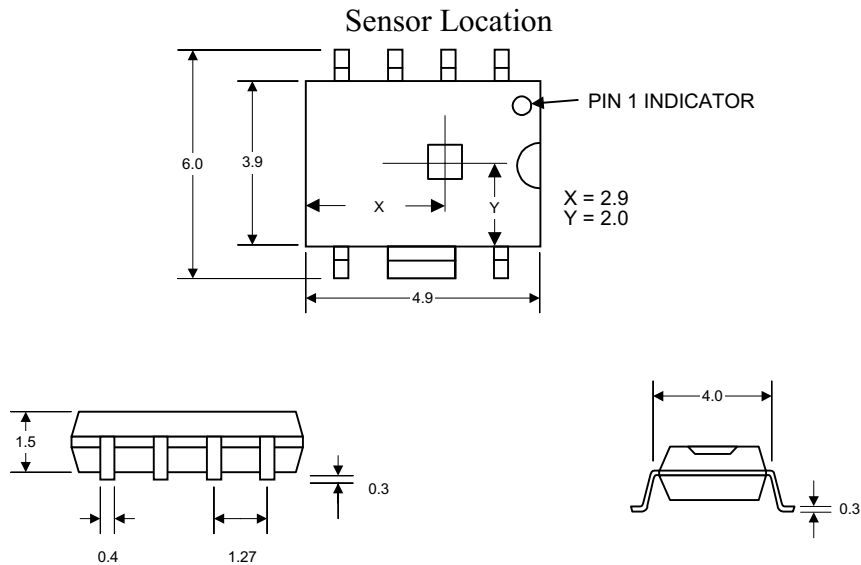 Sensor Location
PIN 1 INDICATOR
6.0
3.9
X
Y
X = 2.9
Y = 2.0
4.9
1.5
0.3
0.4
1.27
4.0
0.3